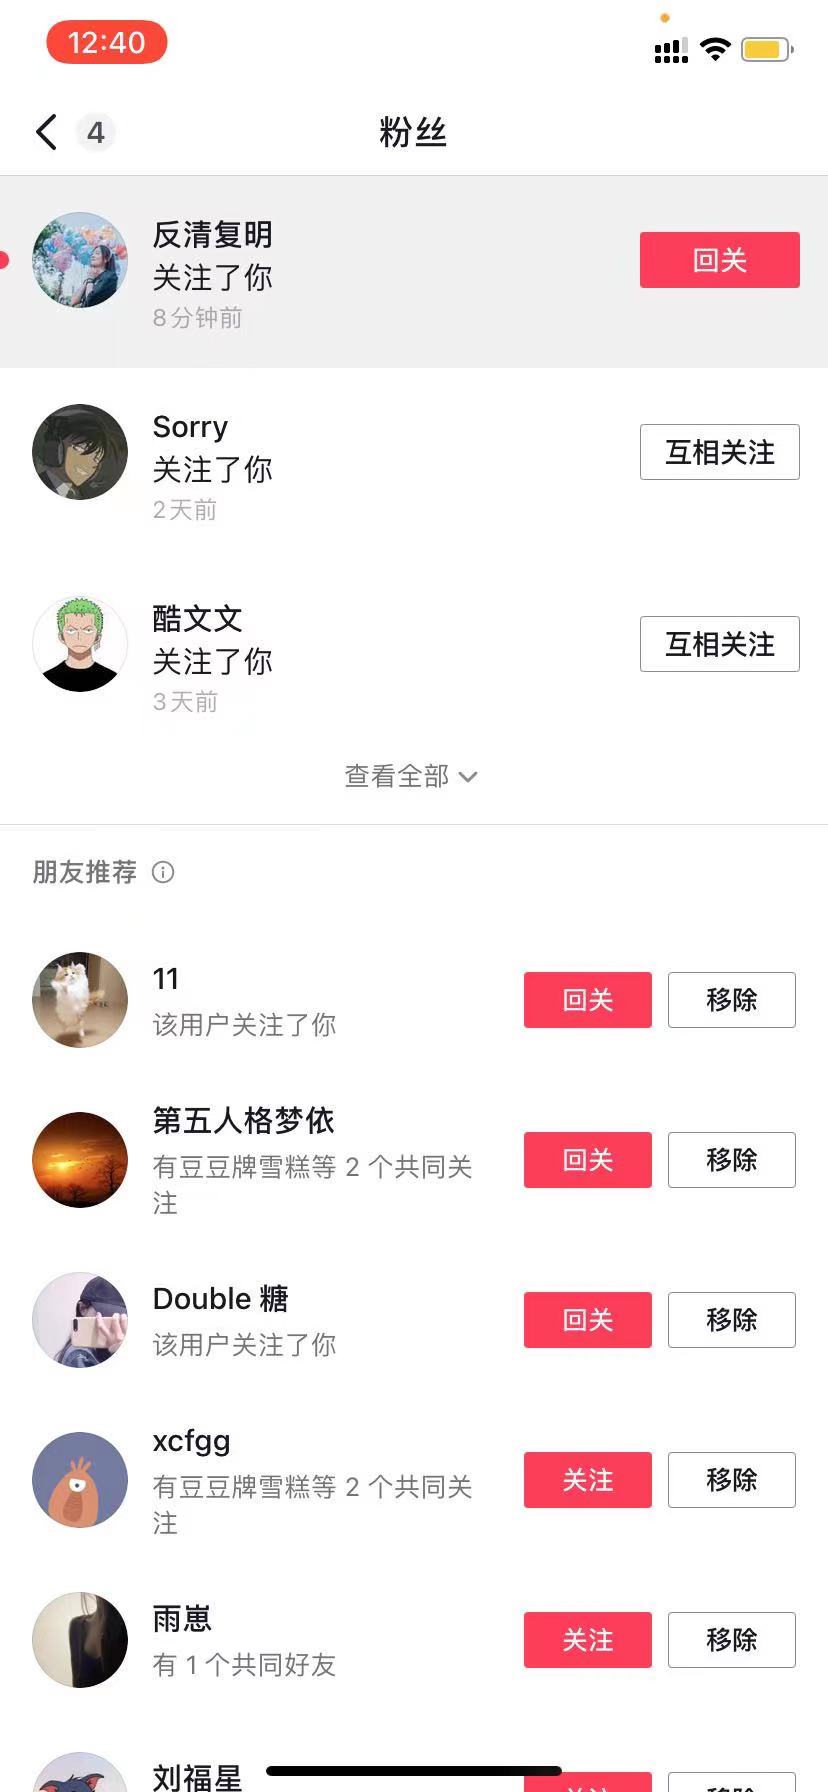 12:40
4
粉丝
反清复明
关注了你
8分钟前
回关
Sorry
关注了你
2天前
互相关注
酷文文
关注了你
3天前
互相关注
查看全部
朋友推荐
11
该用户关注了你
回关
移除
第五人格梦依
有豆豆牌雪糕等 2 个共同关
注
回关
移除
Double 糖
该用户关注了你
回关
移除
xcfgg
有豆豆牌雪糕等 2 个共同关
注
关注
移除
雨崽
有 1 个共同好友
关注
移除
刘福星